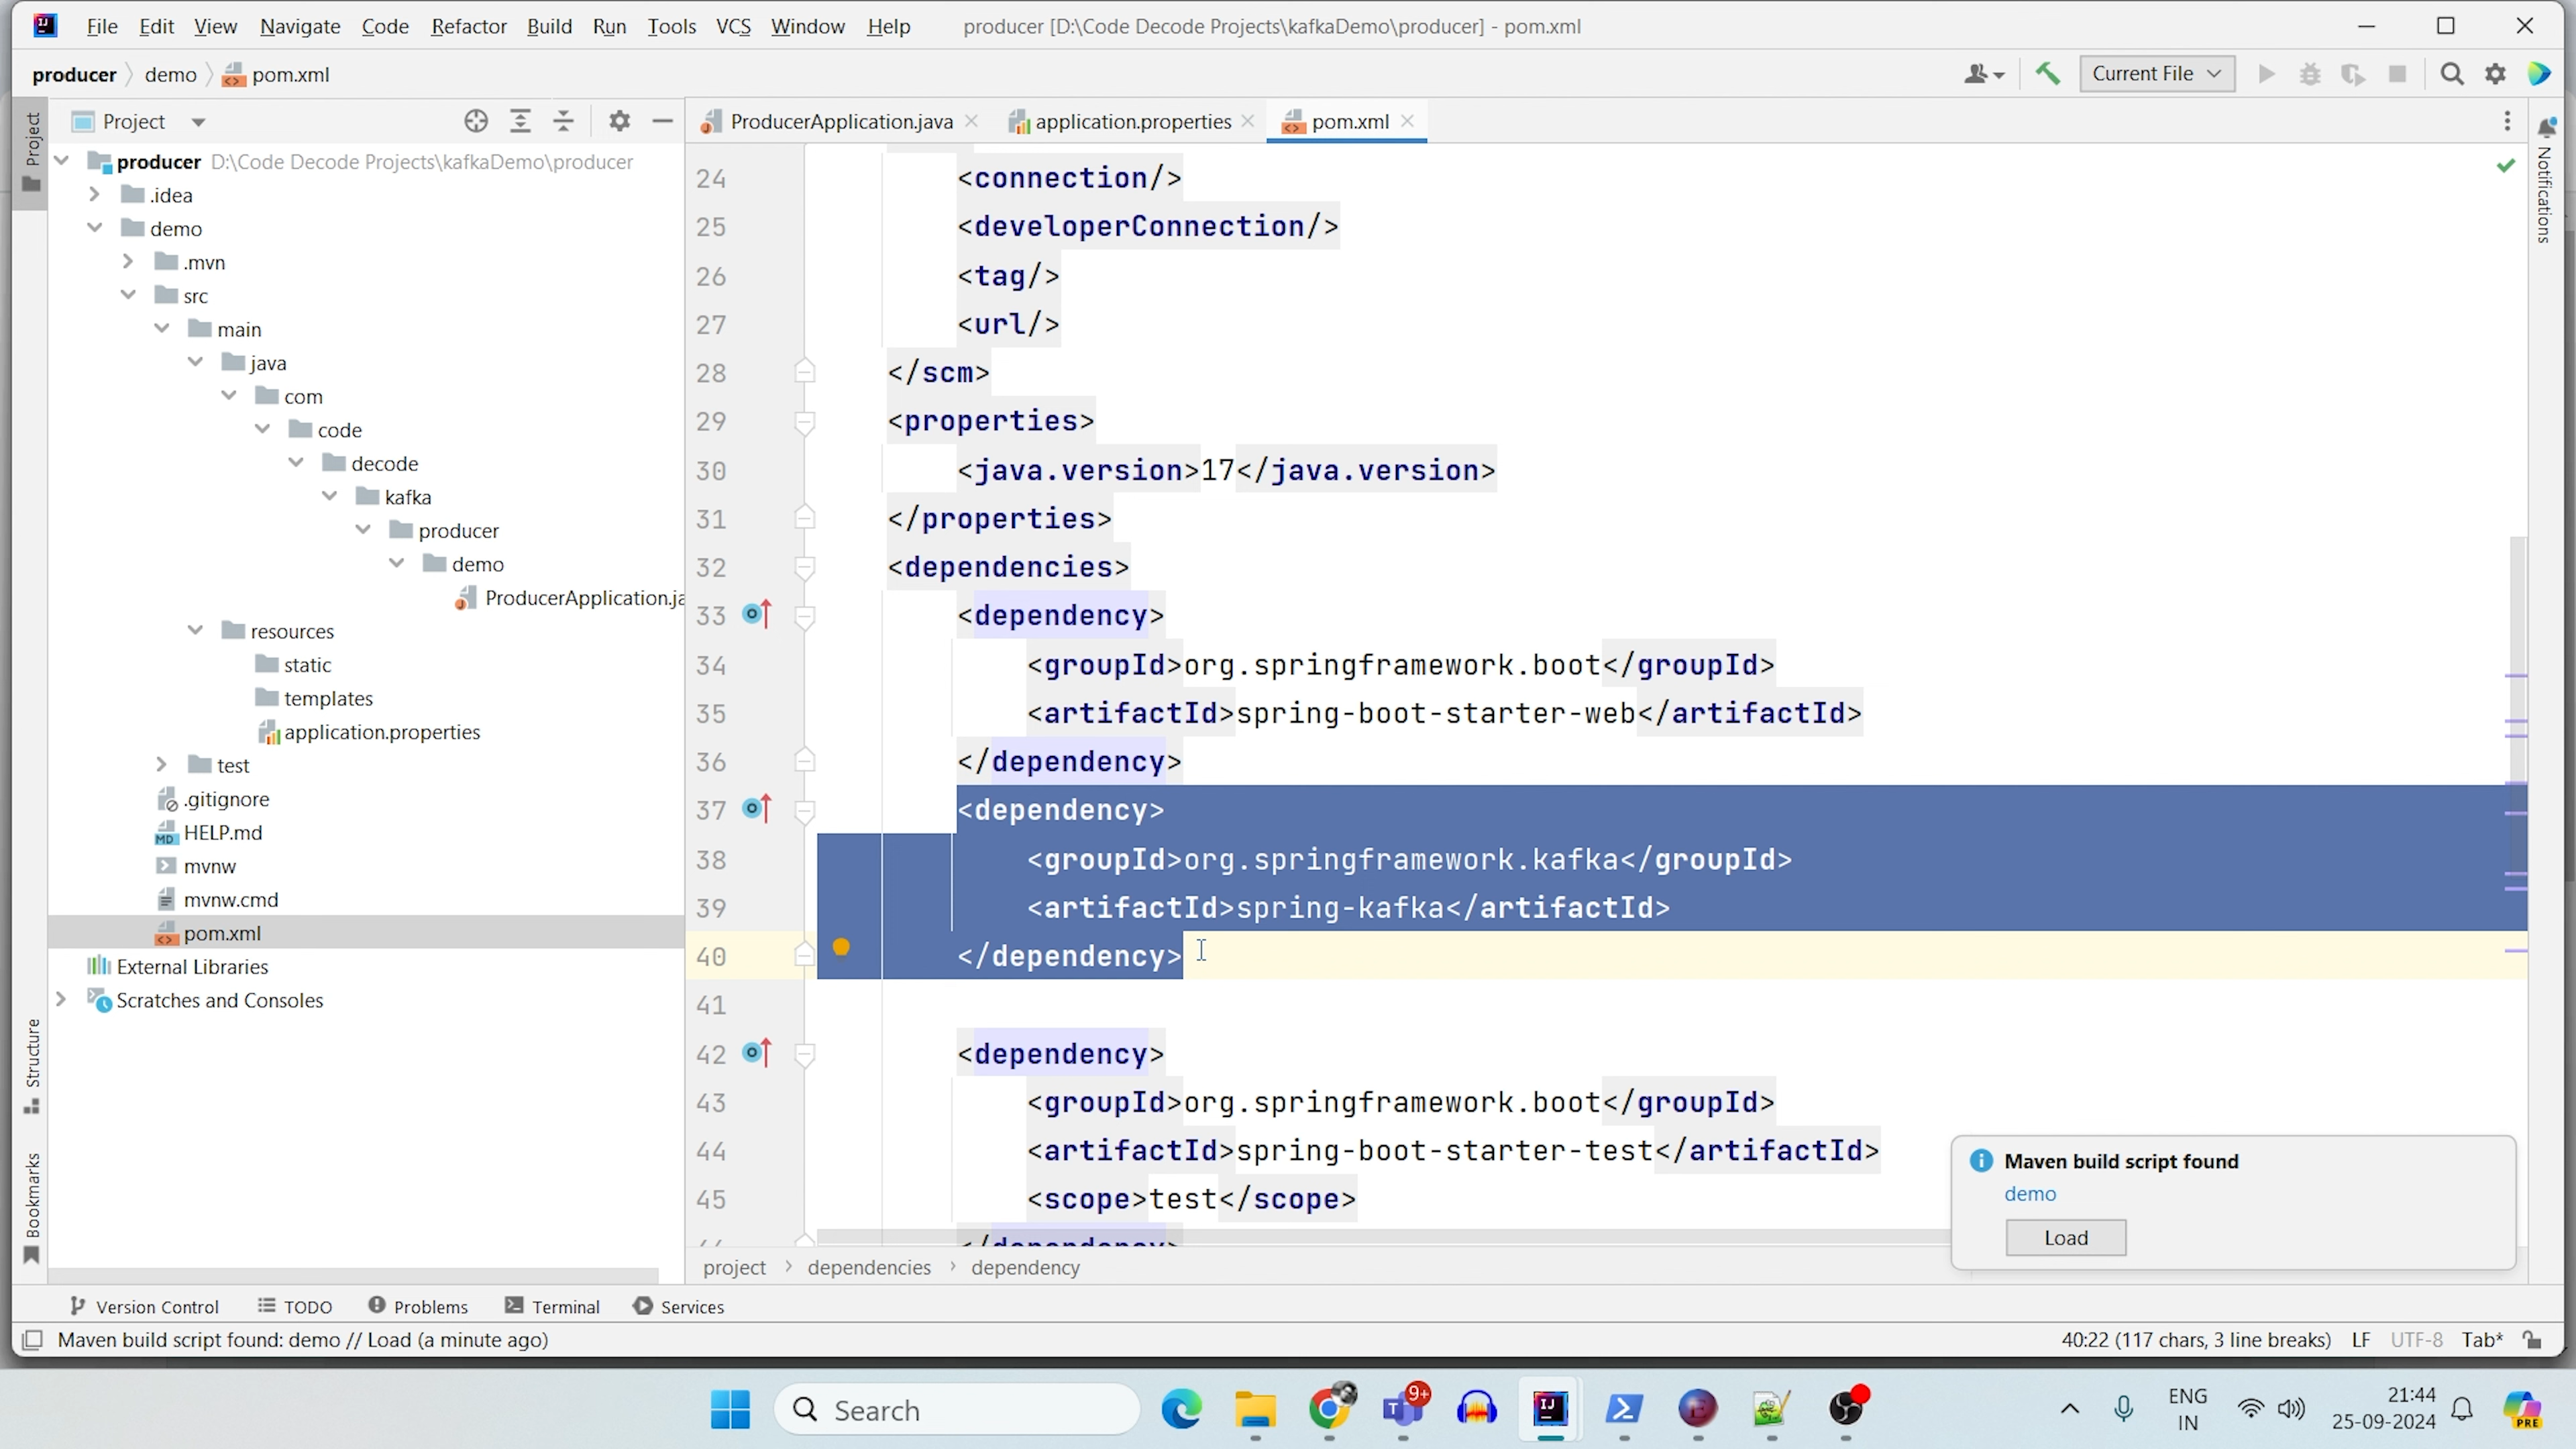 File Edit View Navigate Code Refactor Build Run Tools VCS Window Help producer [D:\Code Decode Projects\kafkaDemo\producer] - pom.xml
producer demo pom.xml
Current File
Project
ProducerApplication.java application.properties pom.xml
Project
Notifications
producer D:\Code Decode Projects\kafkaDemo\producer
.idea
demo
.mvn
src
main
java
com
code
decode
kafka
producer
demo
ProducerApplication.ja
resources
static
templates
application.properties
test
.gitignore
HELP.md
mvnw
mvnw.cmd
pom.xml
External Libraries
Scratches and Consoles
Structure
Bookmarks
24 <connection/>
25 <developerConnection/>
26 <tag/>
27 <url/>
28 </scm>
29 <properties>
30 <java.version>17</java.version>
31 </properties>
32 <dependencies>
33 <dependency>
34 <groupId>org.springframework.boot</groupId>
35 <artifactId>spring-boot-starter-web</artifactId>
36 </dependency>
37 <dependency>
38 <groupId>org.springframework.kafka</groupId>
39 <artifactId>spring-kafka</artifactId>
40 </dependency>
41
42 <dependency>
43 <groupId>org.springframework.boot</groupId>
44 <artifactId>spring-boot-starter-test</artifactId>
45 <scope>test</scope>
</dependency>
Maven build script found
demo
Load
project dependencies dependency
Version Control TODO Problems Terminal Services
Maven build script found: demo // Load (a minute ago) 40:22 (117 chars, 3 line breaks) LF UTF-8 Tab*
Search
9+
ENG
IN
21:44
25-09-2024
PRE